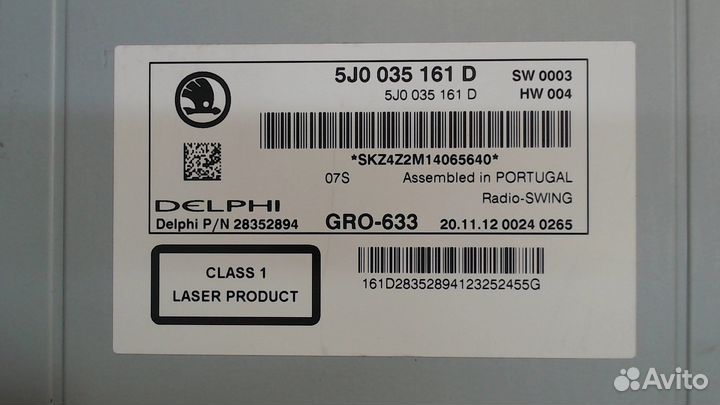 5J0 035 161 D SW 0003
5J0 035 161 D HW 004
*SKZ4Z2M14065640*
07S Assembled in PORTUGAL
Radio-SWING
DELPHI
Delphi P/N 28352894 GRO-633 20.11.12 0024 0265
CLASS 1
LASER PRODUCT
161D28352894123252455G
Avito